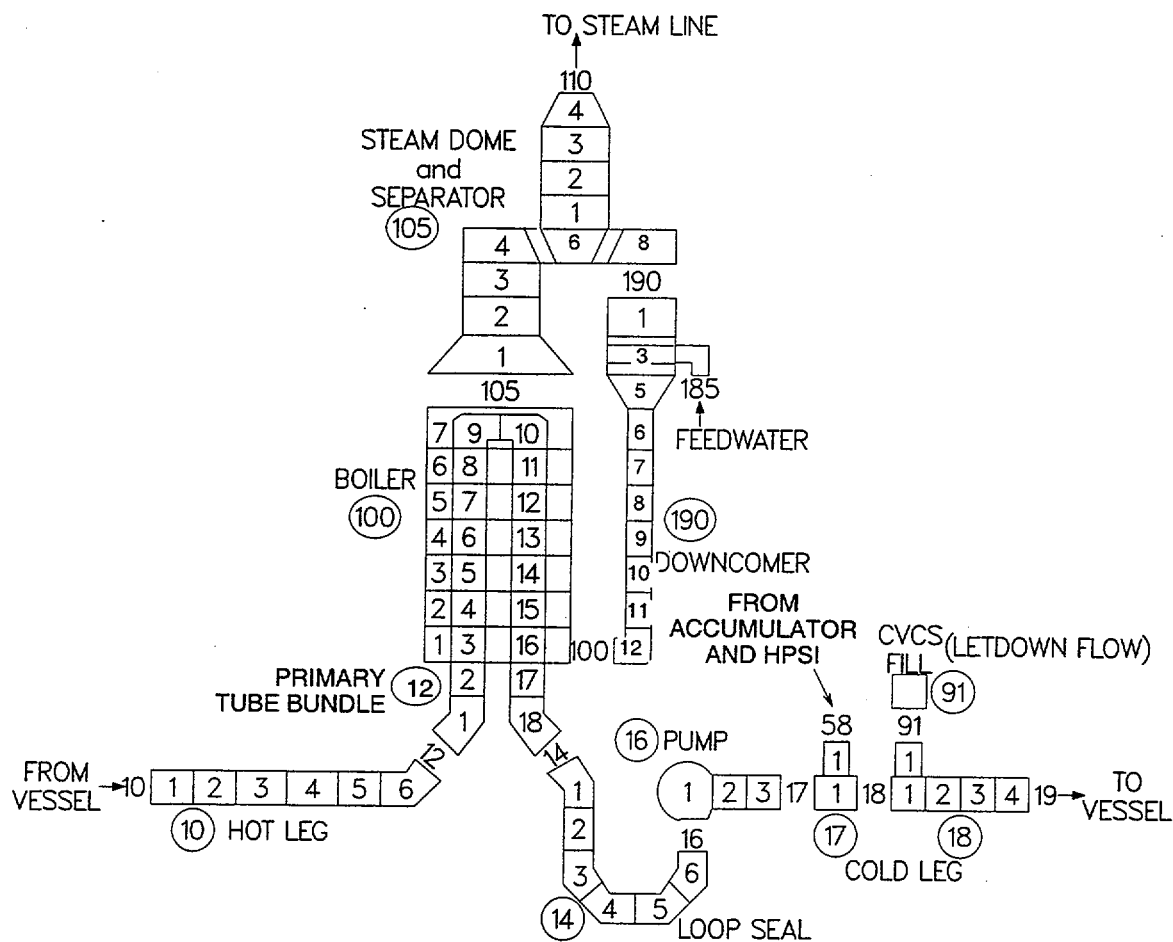 TO STEAM LINE
110
4
3
2
1
STEAM DOME
and
SEPARATOR
105
4 6 8
3
2
1
190
1
3
5
185
FEEDWATER
105
7 9 10
6 8 11
5 7 12
4 6 13
3 5 14
2 4 15
1 3 16
2 17
1 18
BOILER
100
6
7
8
9
10
11
12
190
DOWNCOMER
100
PRIMARY
TUBE BUNDLE
12
12
14
FROM
VESSEL
10 1 2 3 4 5 6
10 HOT LEG
1
2
3
4
5
6
14
LOOP SEAL
16
16 PUMP
1 2 3 17
FROM
ACCUMULATOR
AND HPSI
58
1
1 18
17
CVCS (LETDOWN FLOW)
FILL
91
91
1
1 2 3 4 19
18
COLD LEG
TO
VESSEL